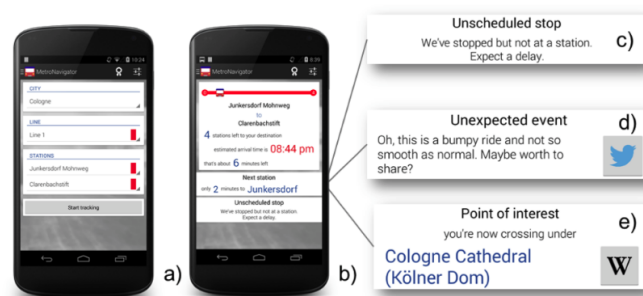 10:24
MetroNavigator
CITY
Cologne
LINE
Line 1
STATIONS
Junkersdorf Mohnweg
Clarenbachstift
Start tracking
a)
8:39
MetroNavigator
Junkersdorf Mohnweg
to
Clarenbachstift
4 stations left to your destination
estimated arrival time is 08:44 pm
that's about 6 minutes left
Next station
only 2 minutes to Junkersdorf
Unscheduled stop
We've stopped but not at a station.
Expect a delay.
b)
Unscheduled stop
We've stopped but not at a station.
Expect a delay.
c)
Unexpected event
d)
Oh, this is a bumpy ride and not so
smooth as normal. Maybe worth to
share?
Point of interest
e)
you're now crossing under
Cologne Cathedral
(Kölner Dom)
W